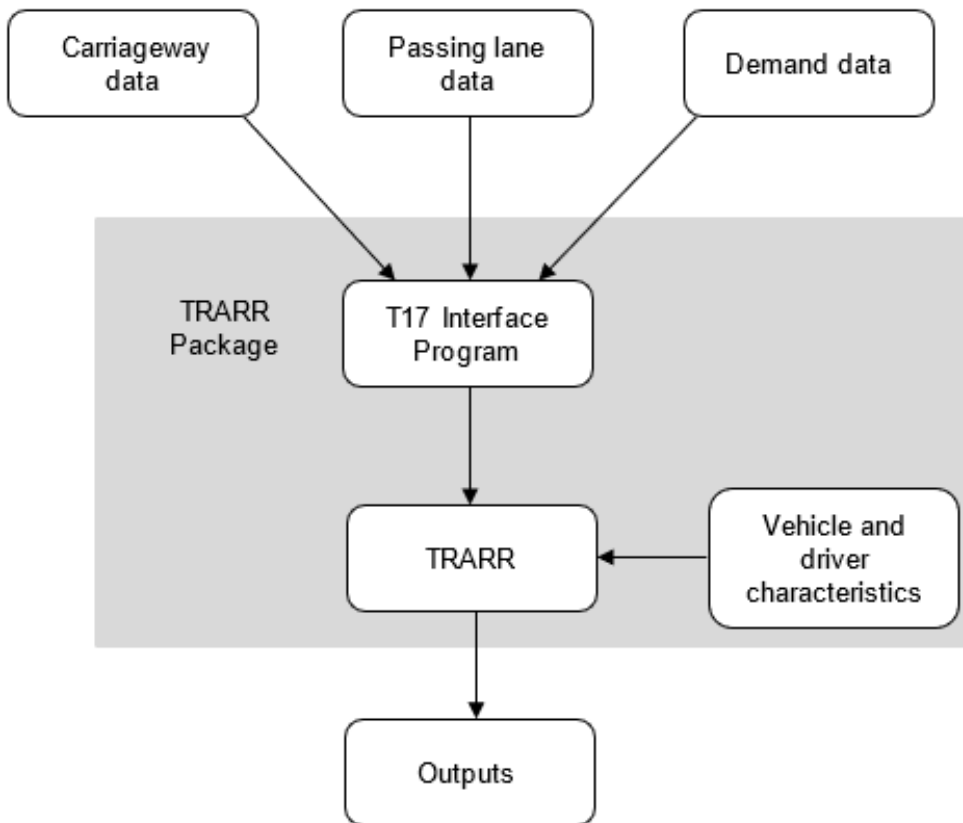 Carriageway
data
Passing lane
data
Demand data
TRARR
Package
T17 Interface
Program
TRARR
Vehicle and
driver
characteristics
Outputs